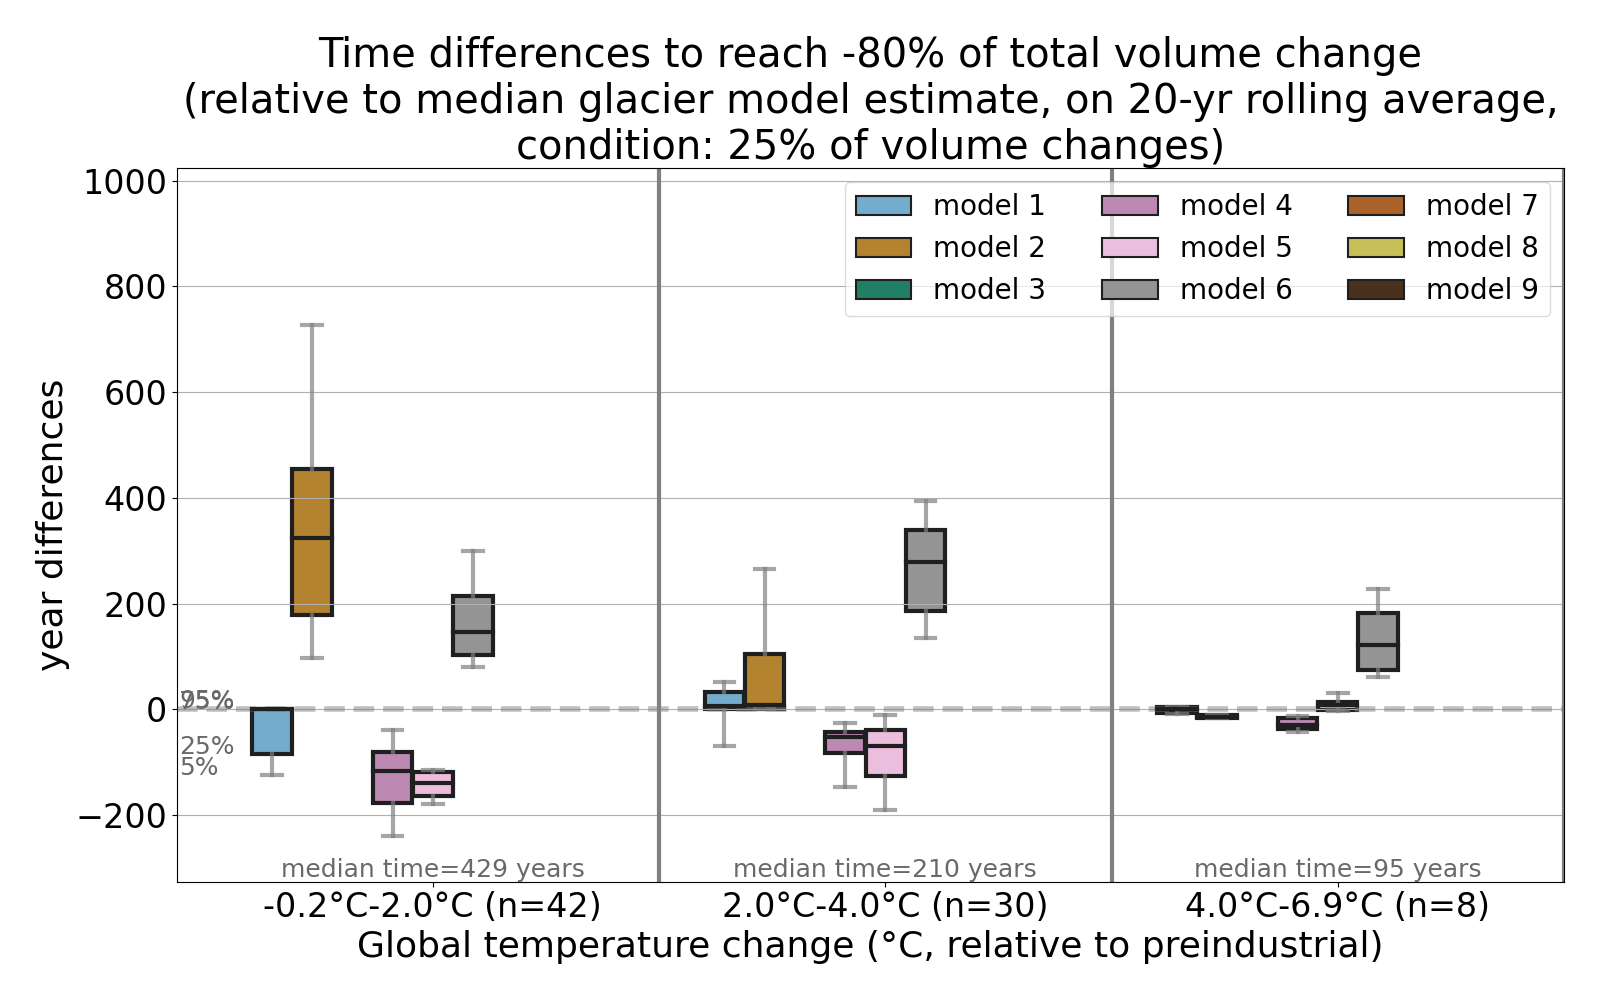 Time differences to reach -80% of total volume change
(relative to median glacier model estimate, on 20-yr rolling average,
condition: 25% of volume changes)
1000
800
600
400
200
0
−200
year differences
model 1
model 2
model 3
model 4
model 5
model 6
model 7
model 8
model 9
95%
75%
25%
5%
median time=429 years
median time=210 years
median time=95 years
-0.2°C-2.0°C (n=42)
2.0°C-4.0°C (n=30)
4.0°C-6.9°C (n=8)
Global temperature change (°C, relative to preindustrial)